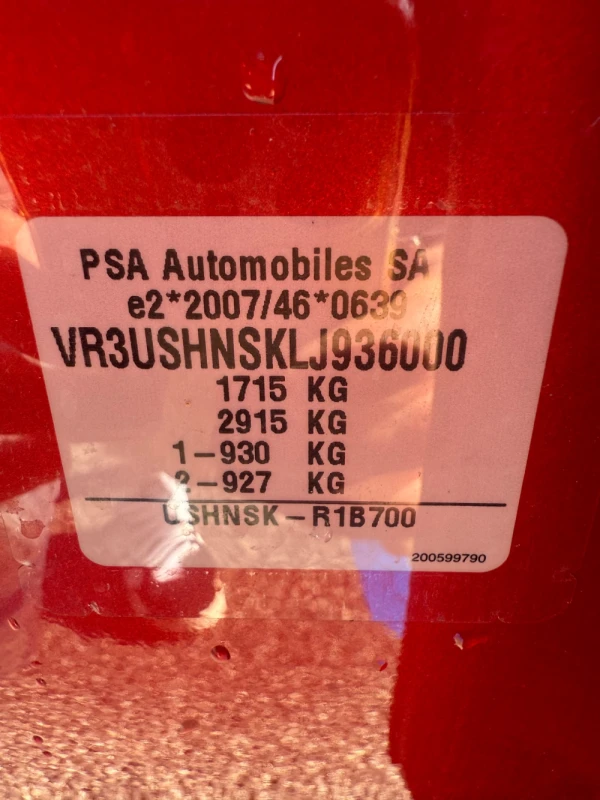 PSA Automobiles SA
e2*2007/46*0639
VR3USHNSKLJ936000
1715 KG
2915 KG
1-930 KG
2-927 KG
USHNSK-R1B700
200599790